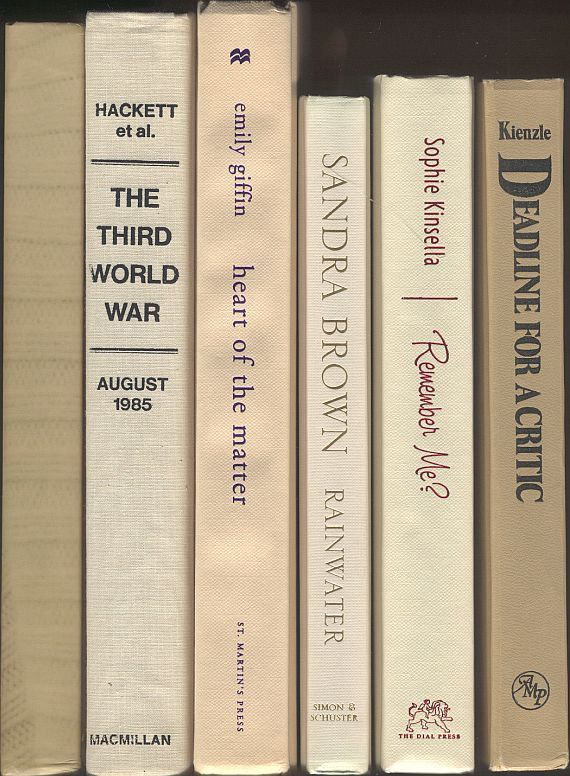 HACKETT
et al.
THE
THIRD
WORLD
WAR
AUGUST
1985
MACMILLAN
emily giffin heart of the matter
ST. MARTIN'S PRESS
SANDRA BROWN RAINWATER
SIMON &
SCHUSTER
Sophie Kinsella Remember Me?
THE DIAL PRESS
Kienzle
DEADLINE FOR A CRITIC
AMP